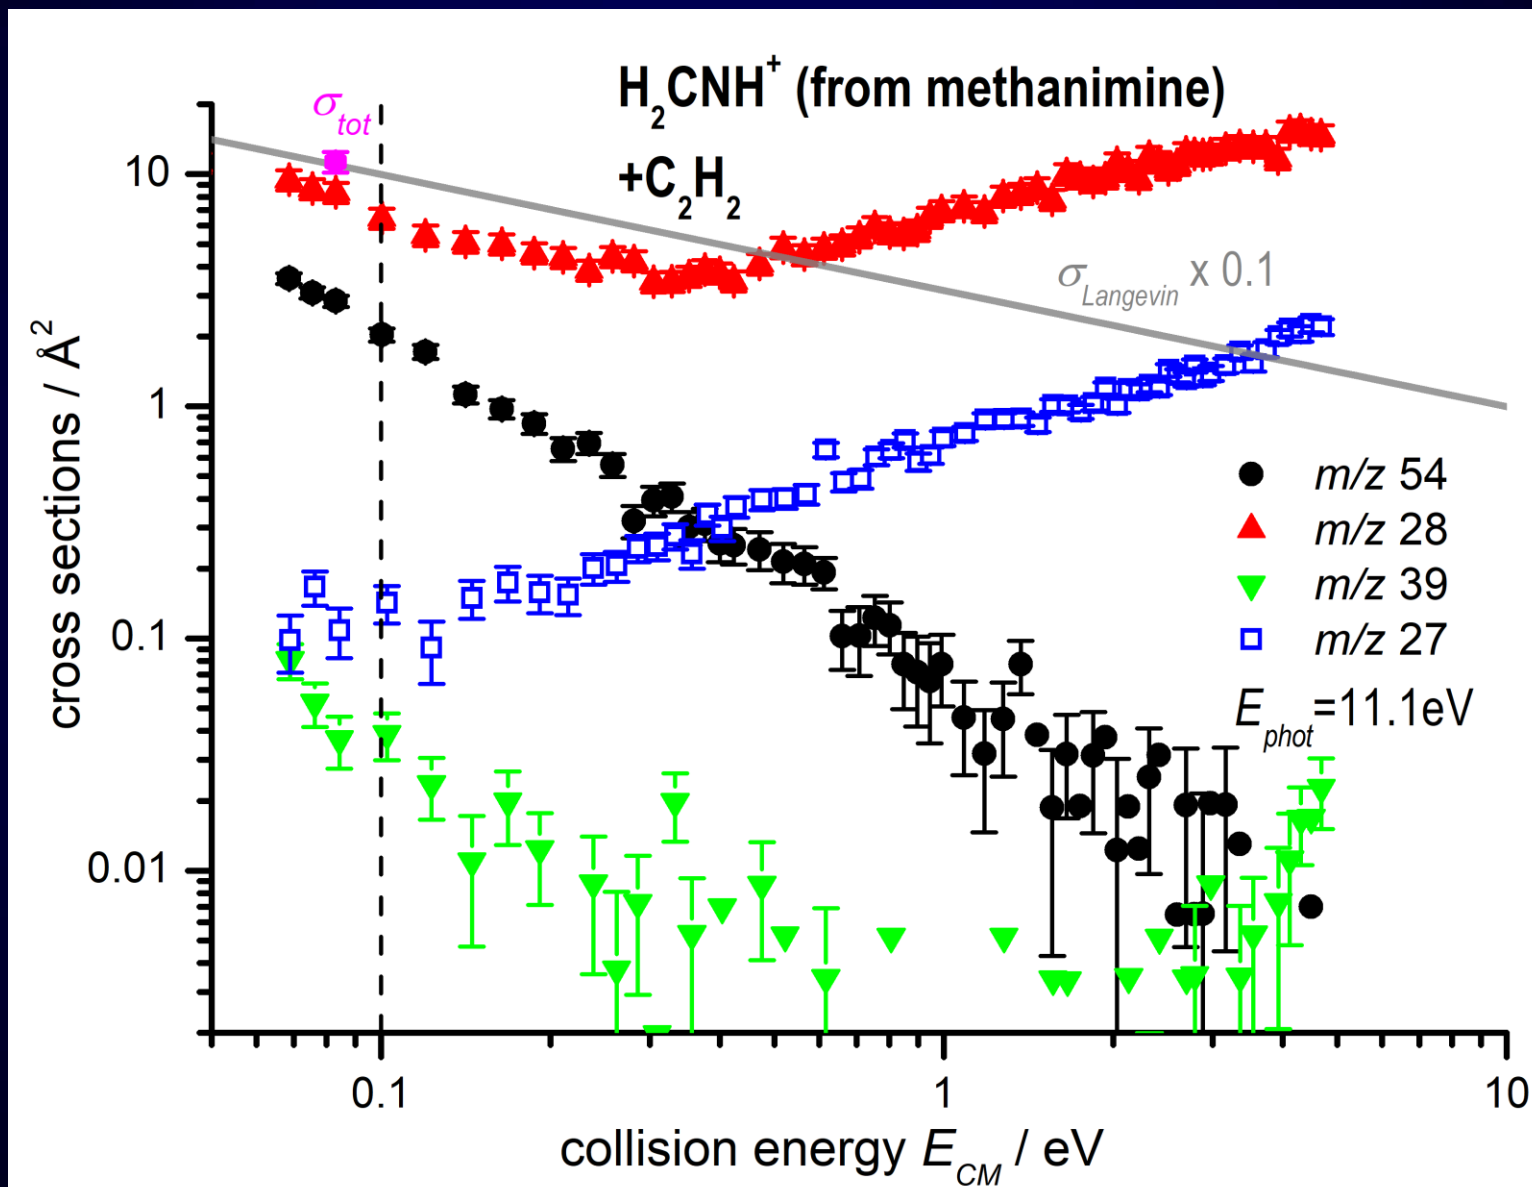 H₂CNH⁺ (from methanimine)
+C₂H₂
σtot
σLangevin x 0.1
10
1
0.1
0.01
cross sections / Å²
m/z 54
m/z 28
m/z 39
m/z 27
Ephot=11.1eV
0.1
1
10
collision energy ECM / eV